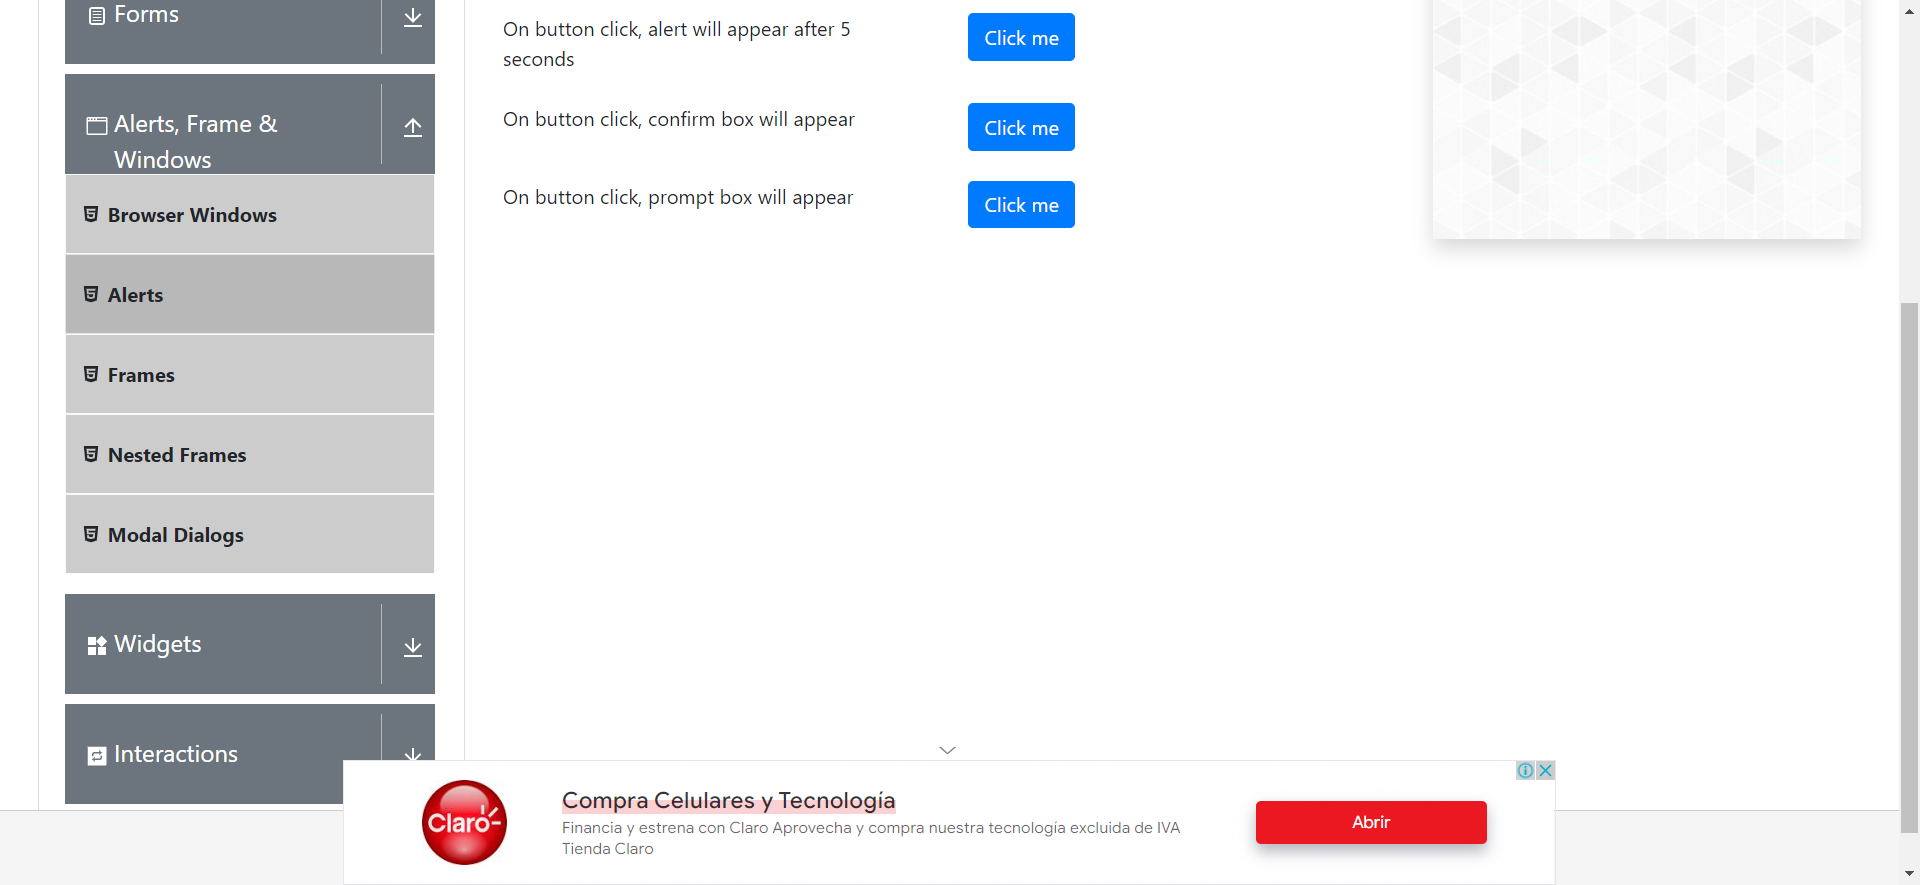 Forms
Alerts, Frame &
Windows
Browser Windows
Alerts
Frames
Nested Frames
Modal Dialogs
Widgets
Interactions
On button click, alert will appear after 5
seconds
Click me
On button click, confirm box will appear
Click me
On button click, prompt box will appear
Click me
Claro-
Compra Celulares y Tecnología
Financia y estrena con Claro Aprovecha y compra nuestra tecnología excluida de IVA
Tienda Claro
Abrir